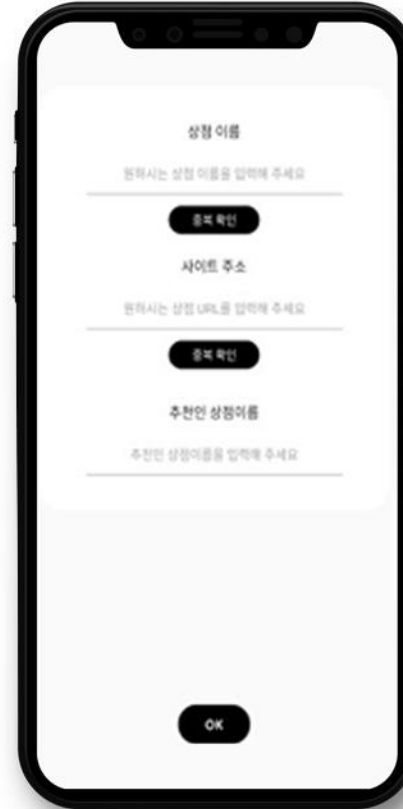 상점 이름
원하시는 상점 이름을 입력해 주세요
중복 확인
사이트 주소
원하시는 상점 URL을 입력해 주세요
중복 확인
추천인 상점이름
추천인 상점이름을 입력해 주세요
OK